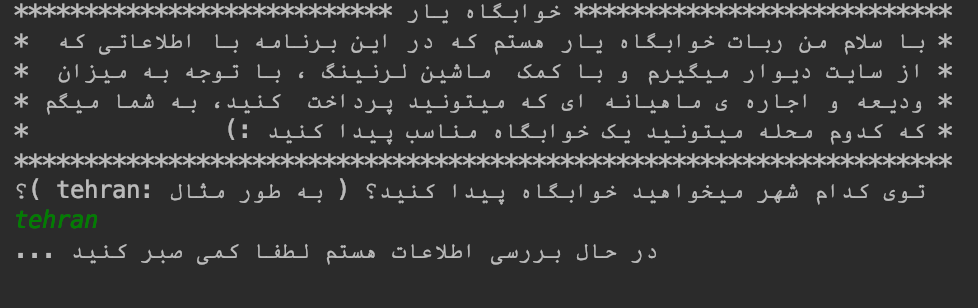 *************************** خوابگاه یار ***************************
* با سلام من ربات خوابگاه یار هستم که در این برنامه با اطلاعاتی که *
* از سایت دیوار میگیرم و با کمک ماشین لرنینگ ، با توجه به میزان *
* ودیعه و اجاره ی ماهیانه ای که میتونید پرداخت کنید، به شما میگم *
* که کدوم محله میتونید یک خوابگاه مناسب پیدا کنید :) *
*******************************************************************
توی کدام شهر میخواهید خوابگاه پیدا کنید؟ ( به طور مثال :tehran )؟
tehran
در حال بررسی اطلاعات هستم لطفا کمی صبر کنید ...